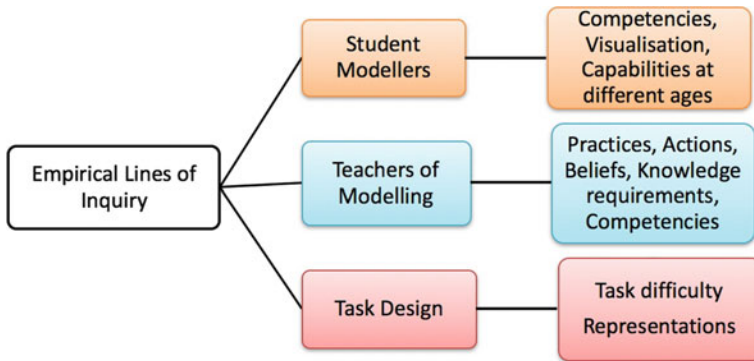 Empirical Lines of
Inquiry
Student
Modellers
Competencies,
Visualisation,
Capabilities at
different ages
Teachers of
Modelling
Practices, Actions,
Beliefs, Knowledge
requirements,
Competencies
Task Design
Task difficulty
Representations